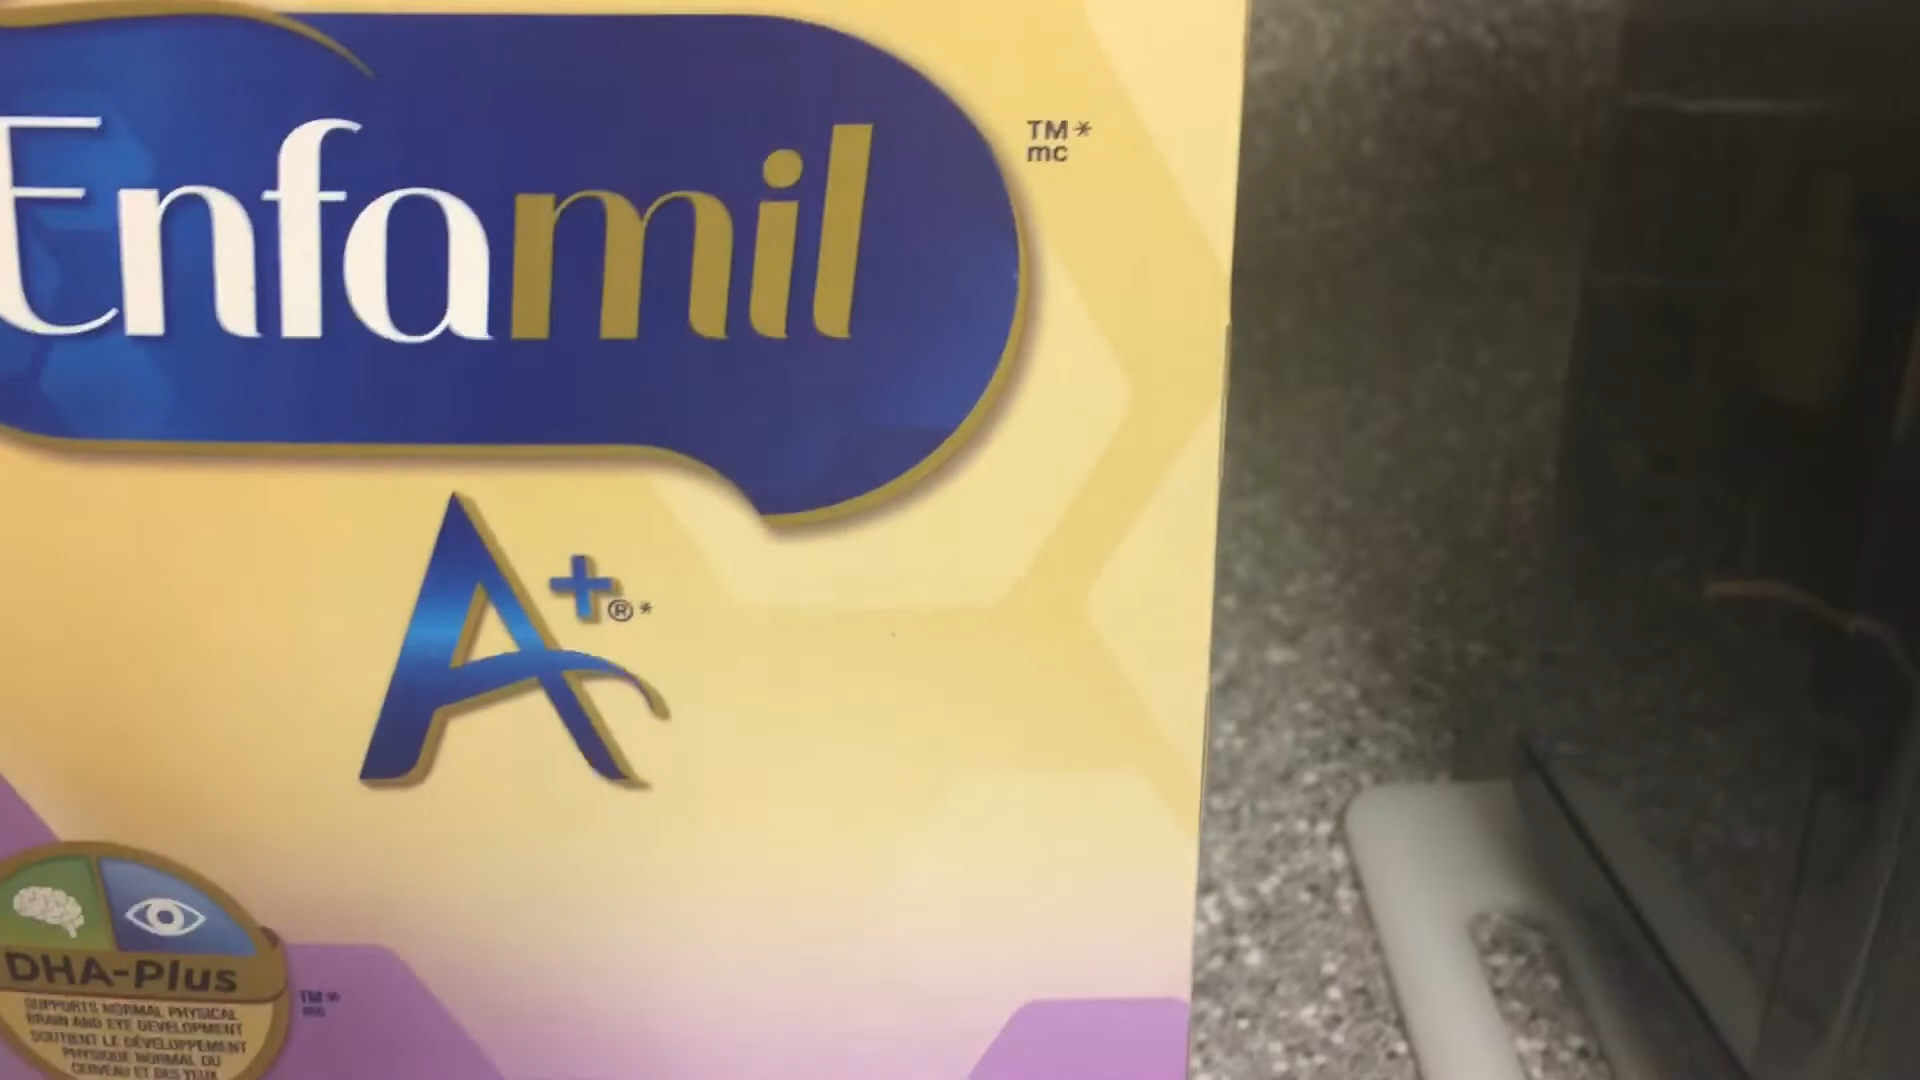 Enfamil
TM*
mc
A+®*
DHA-Plus
TM*
mc
SUPPORTS NORMAL PHYSICAL
BRAIN AND EYE DEVELOPMENT
SOUTIENT LE DÉVELOPPEMENT
PHYSIQUE NORMAL DU
CERVEAU ET DES YEUX